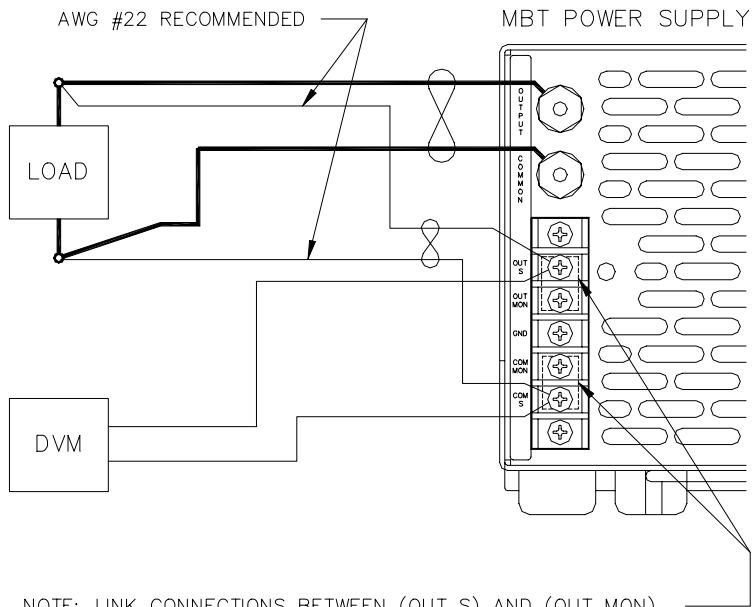 AWG #22 RECOMMENDED
MBT POWER SUPPLY
OUTPUT
COMMON
LOAD
OUT
S
OUT
MON
GND
COM
MON
COM
S
DVM
NOTE: LINK CONNECTIONS BETWEEN (OUT S) AND (OUT MON)